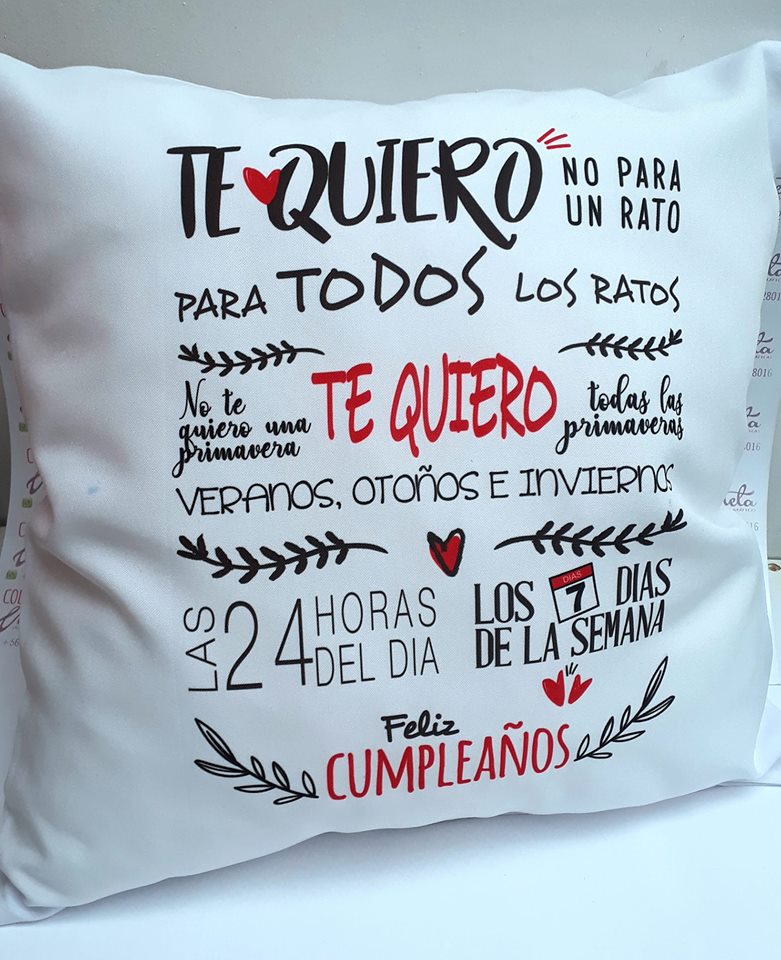 TE QUIERO NO PARA
UN RATO
PARA TODOS LOS RATOS
No te
quiero una
primavera
TE QUIERO
todas las
primaveras
VERANOS, OTOÑOS E INVIERNOS
LAS 24 HORAS
DEL DIA
LOS DIAS 7 DIAS
DE LA SEMANA
Feliz
CUMPLEAÑOS
8016